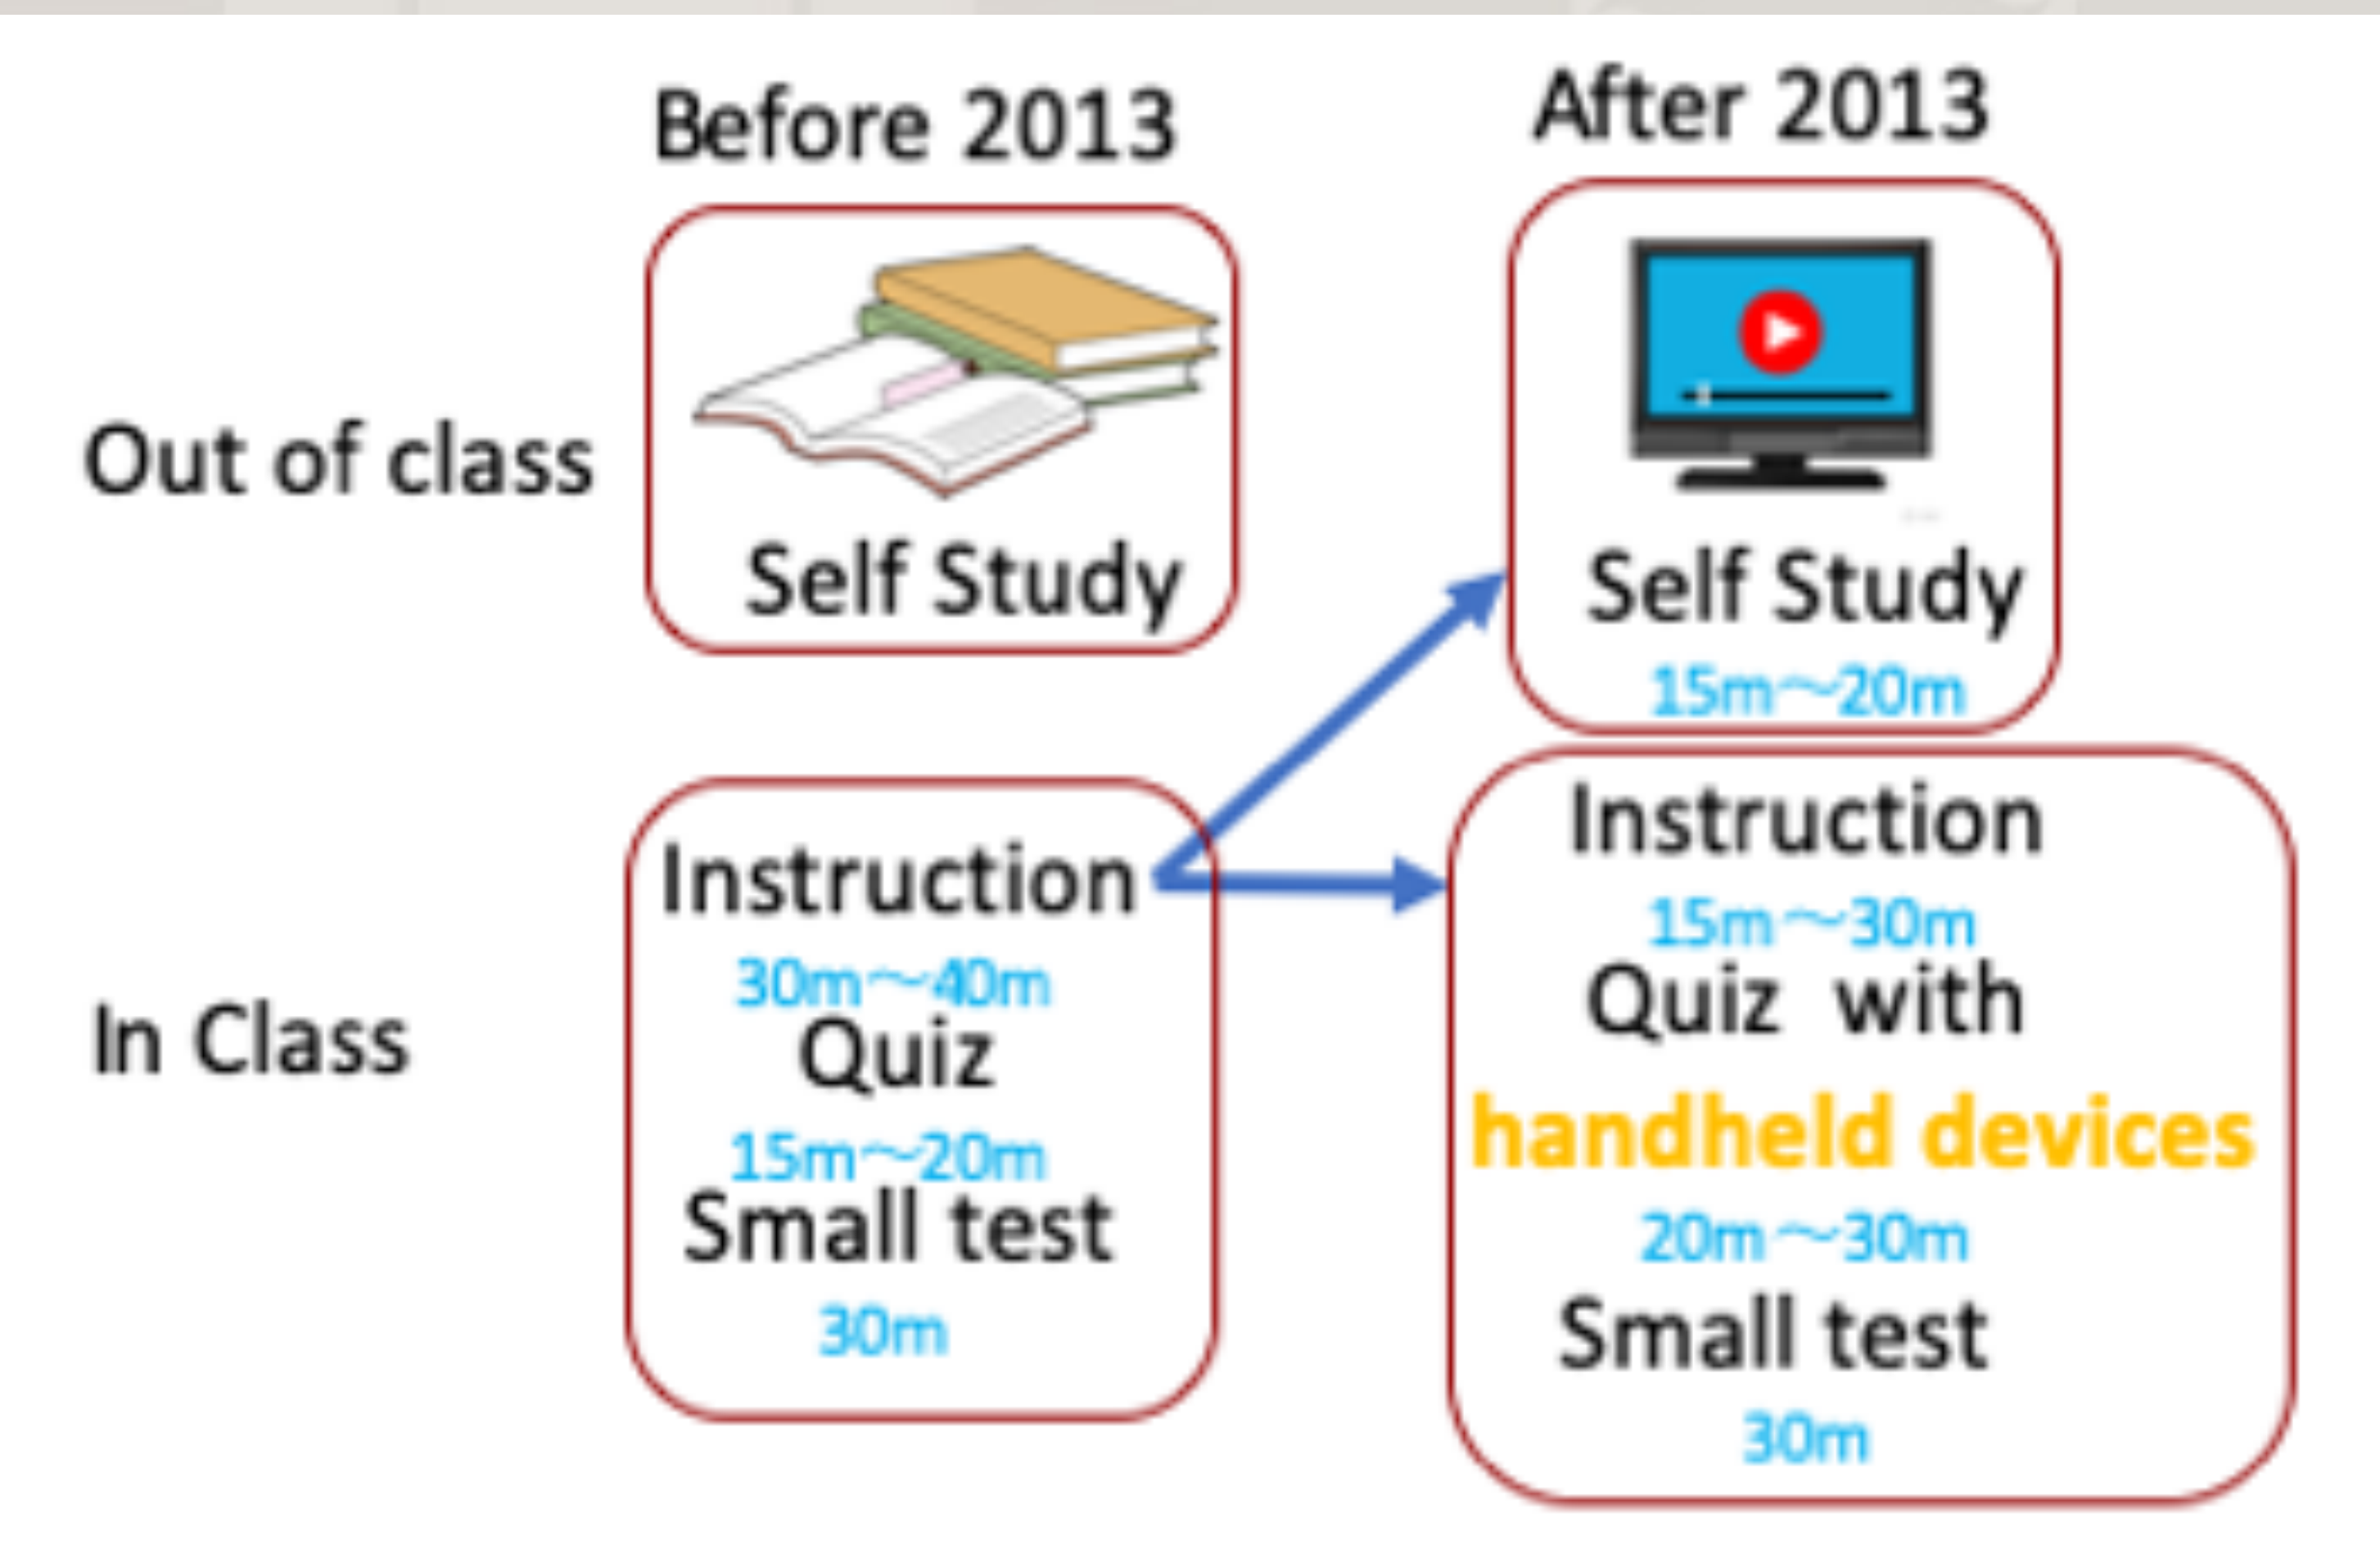 Before 2013
After 2013
Out of class
Self Study
Self Study
15m～20m
In Class
Instruction
30m～40m
Quiz
15m～20m
Small test
30m
Instruction
15m～30m
Quiz with
handheld devices
20m～30m
Small test
30m